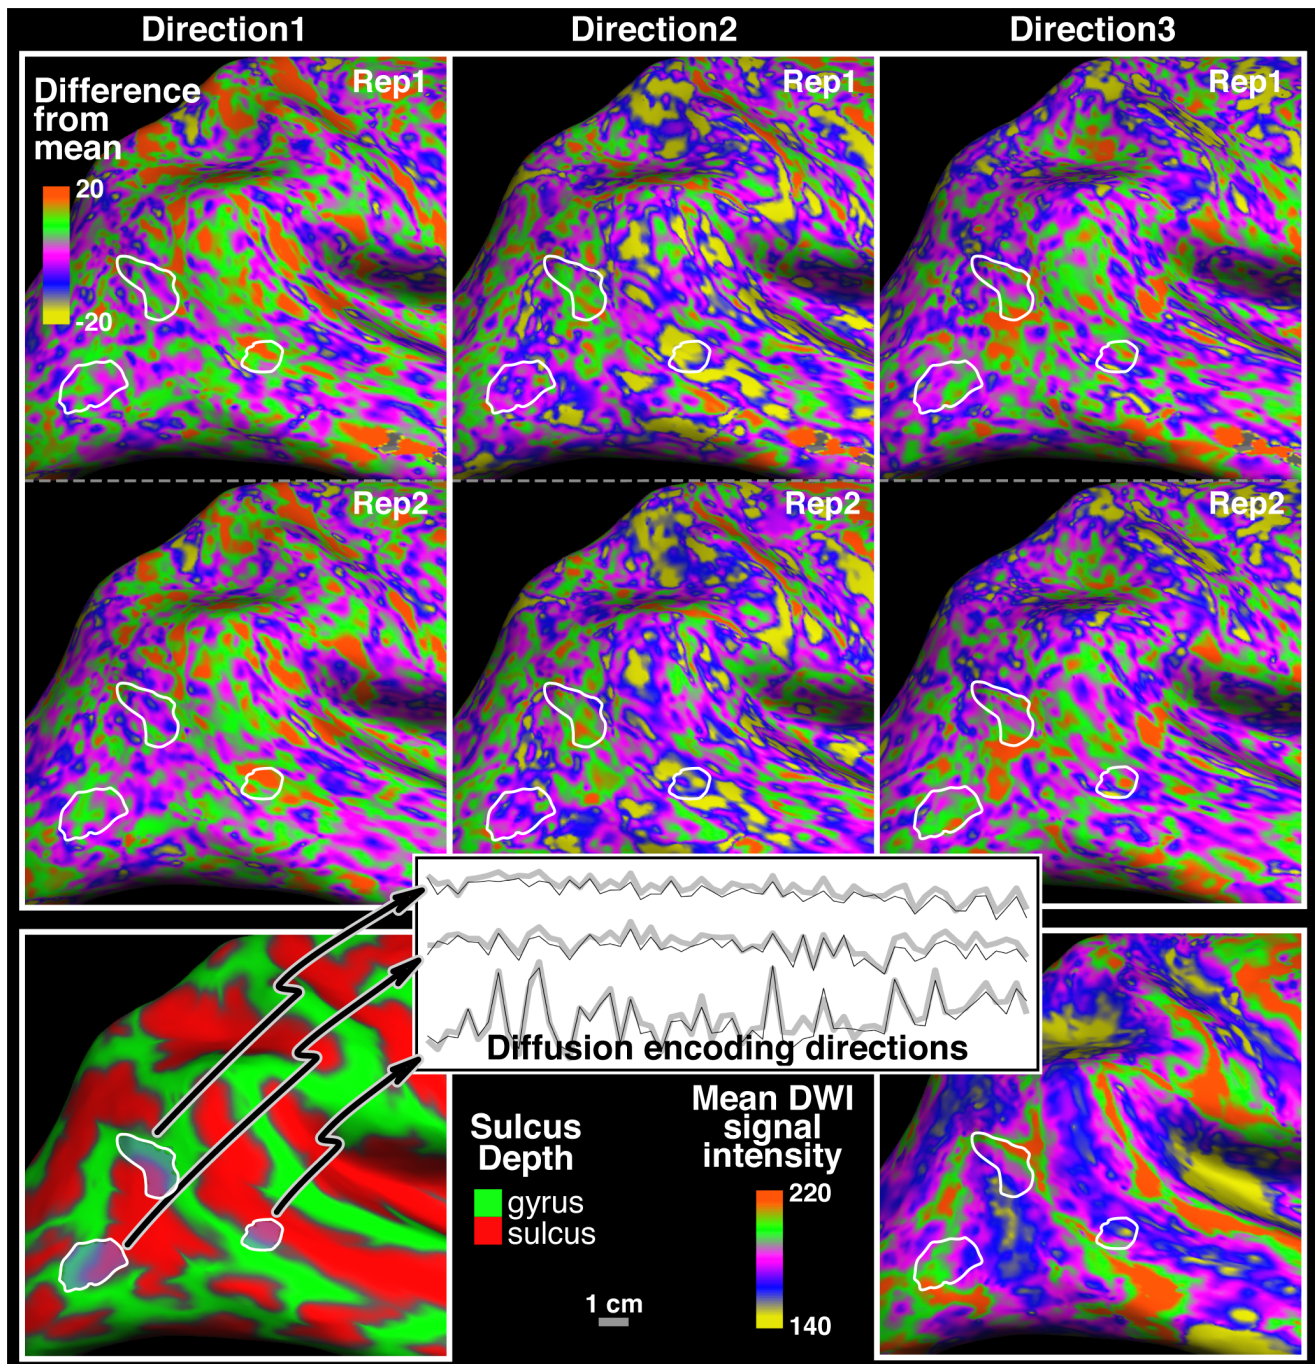 Direction1
Direction2
Direction3
Difference
from
mean
20
-20
Rep1
Rep1
Rep1
Rep2
Rep2
Diffusion encoding directions
Sulcus
Depth
gyrus
sulcus
1 cm
Mean DWI
signal
intensity
220
140